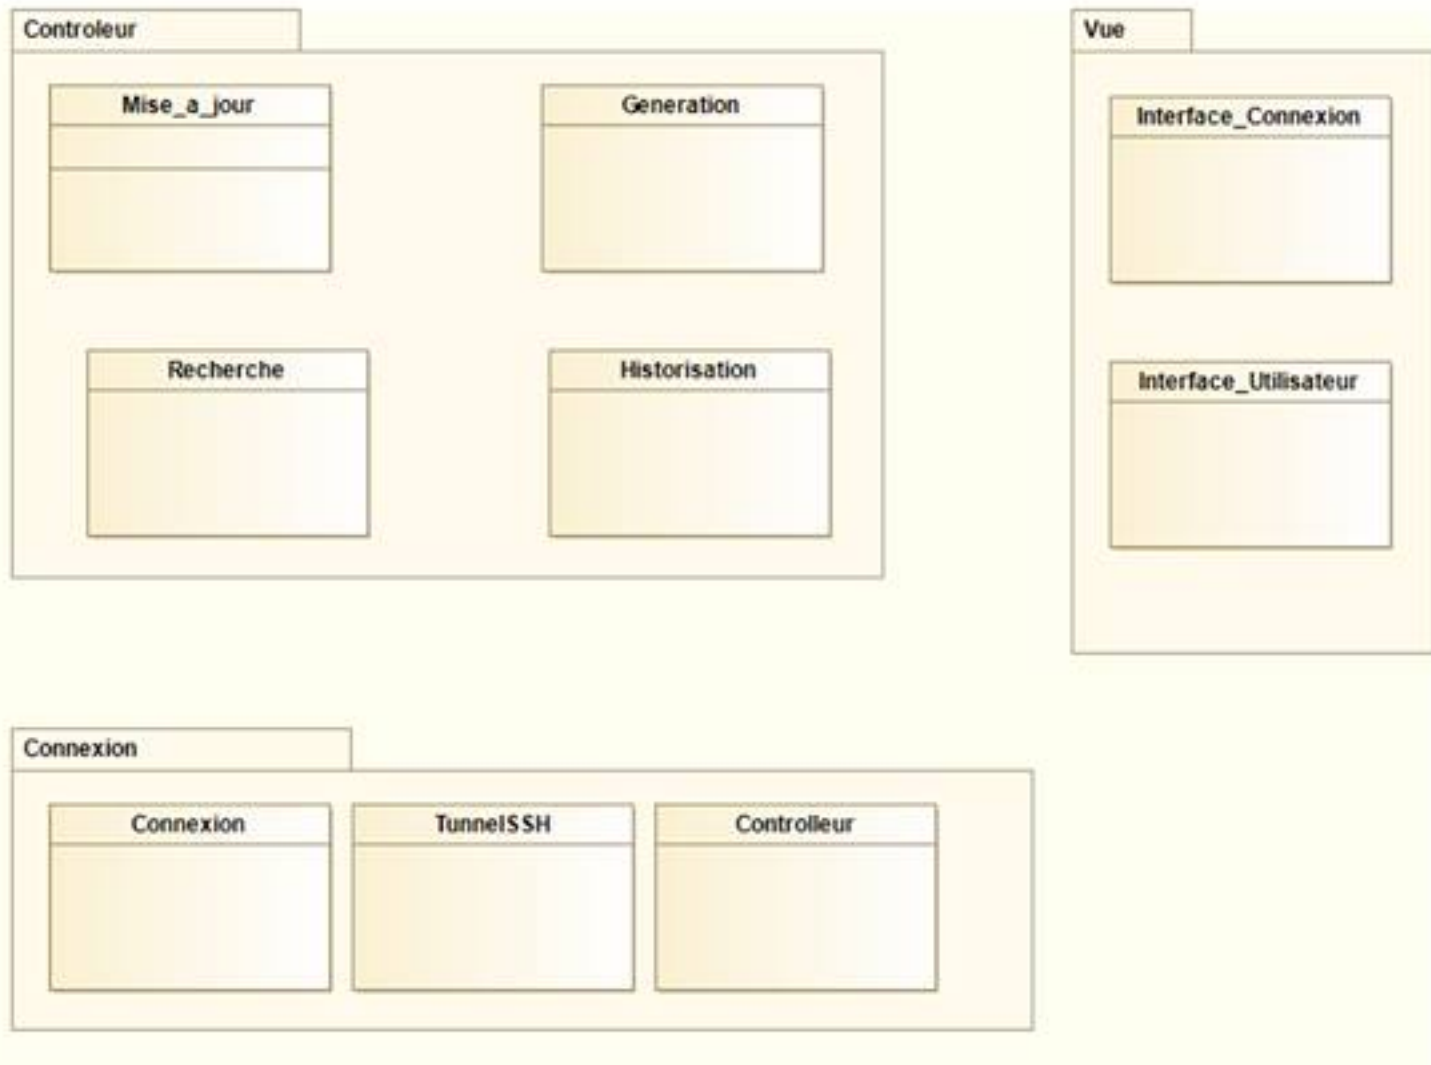 Controleur
Mise_a_jour
Generation
Recherche
Historisation
Vue
Interface_Connexion
Interface_Utilisateur
Connexion
Connexion
TunnelSSH
Controlleur